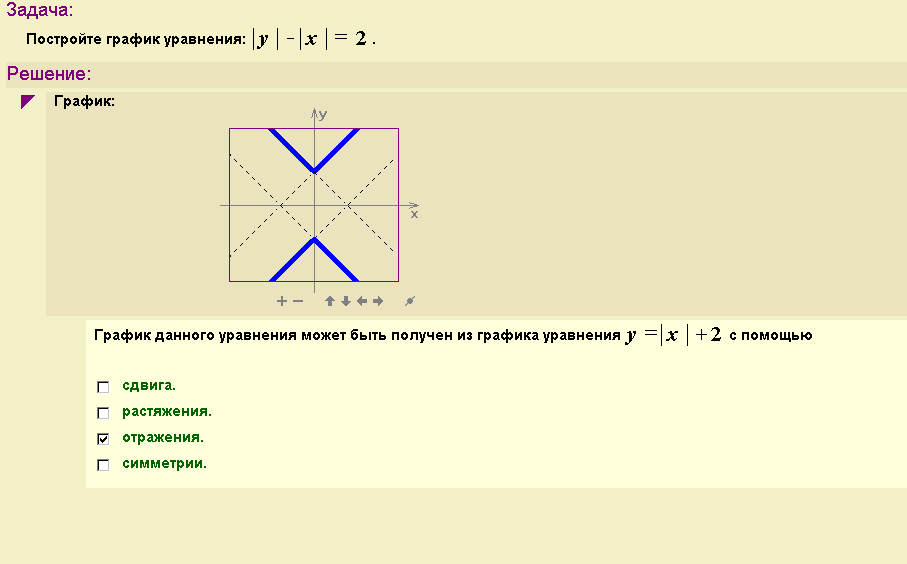 Задача:
Постройте график уравнения: |y| - |x| = 2 .
Решение:
График:
y
x
График данного уравнения может быть получен из графика уравнения y = |x| + 2 с помощью
сдвига.
растяжения.
отражения.
симметрии.